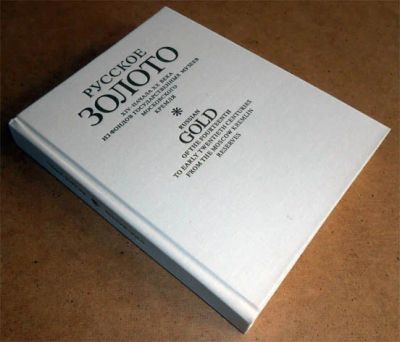 РУССКОЕ
ЗОЛОТО
XIV–НАЧАЛА XX ВЕКА
ИЗ ФОНДОВ ГОСУДАРСТВЕННЫХ МУЗЕЕВ
МОСКОВСКОГО
КРЕМЛЯ
RUSSIAN
GOLD
OF THE FOURTEENTH
TO EARLY TWENTIETH CENTURIES
FROM THE MOSCOW KREMLIN
RESERVES